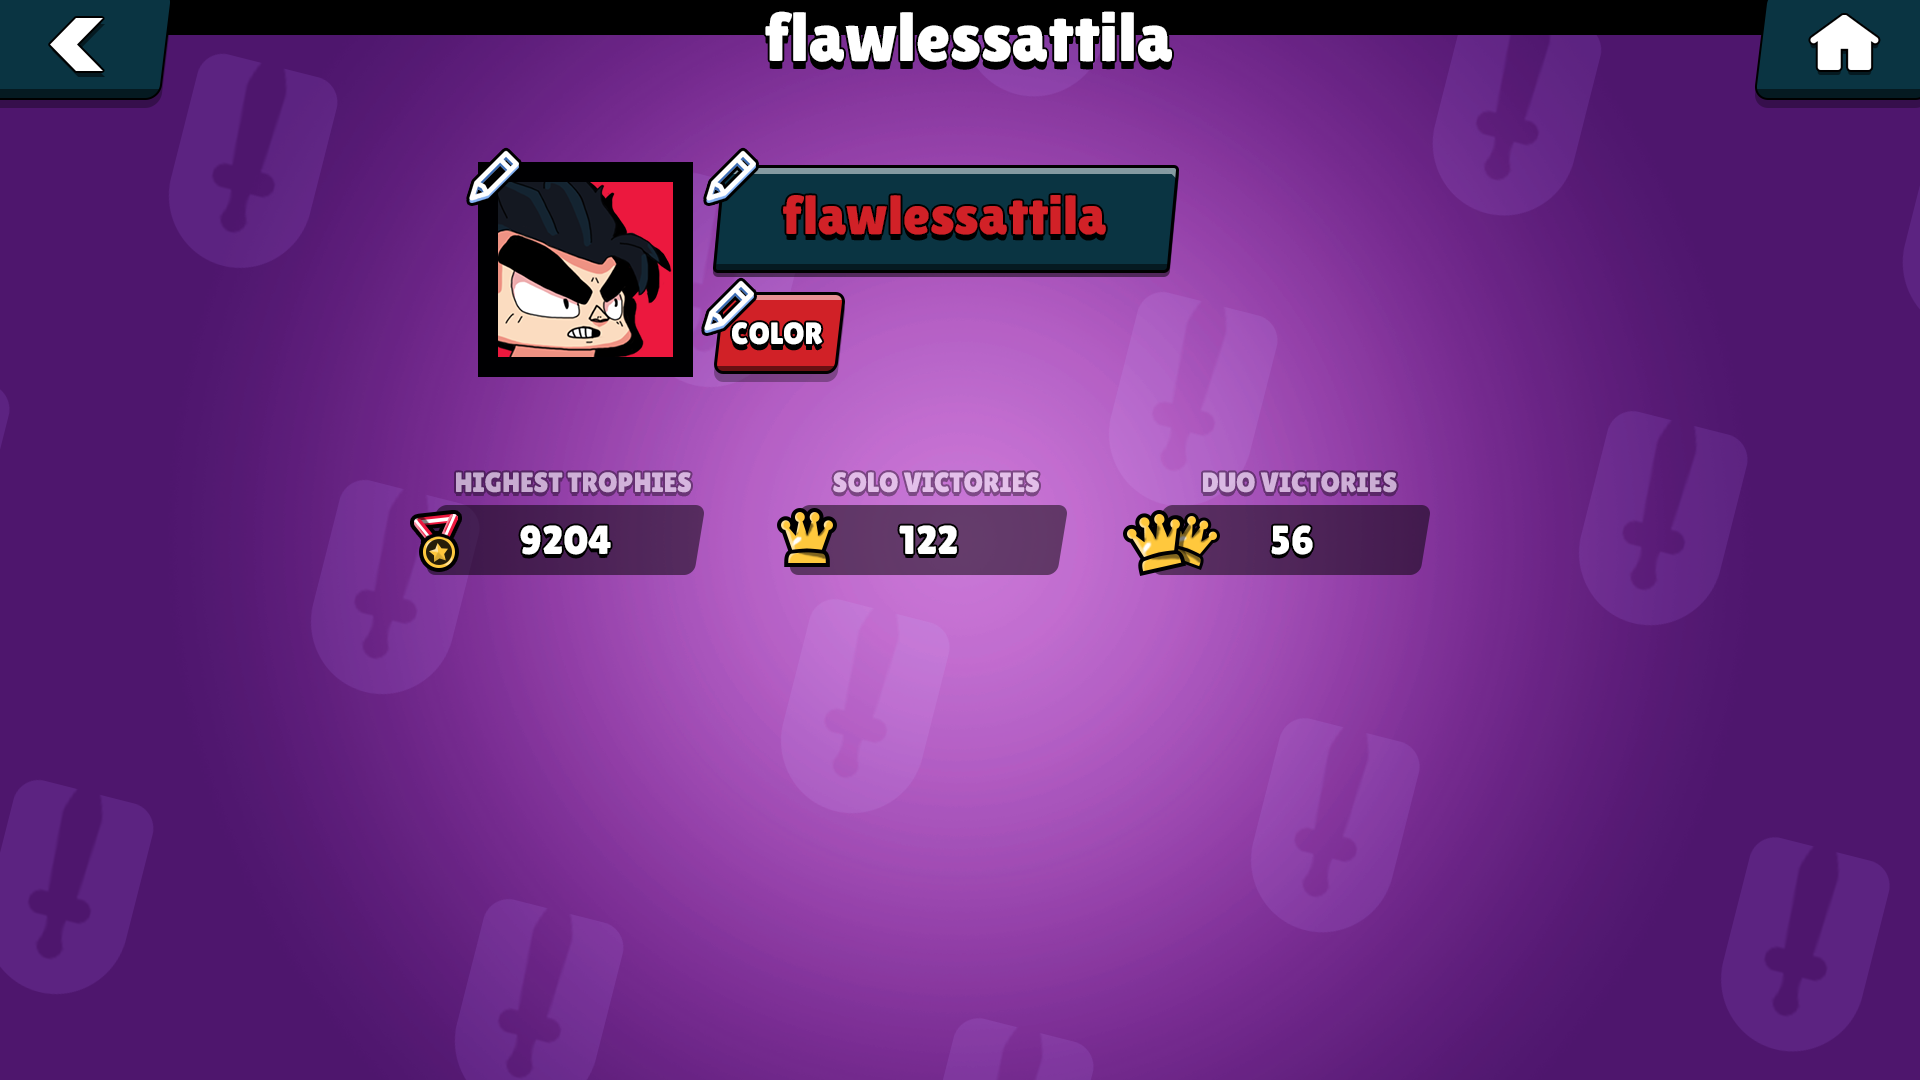 flawlessattila
flawlessattila
COLOR
HIGHEST TROPHIES
SOLO VICTORIES
DUO VICTORIES
9204
122
56